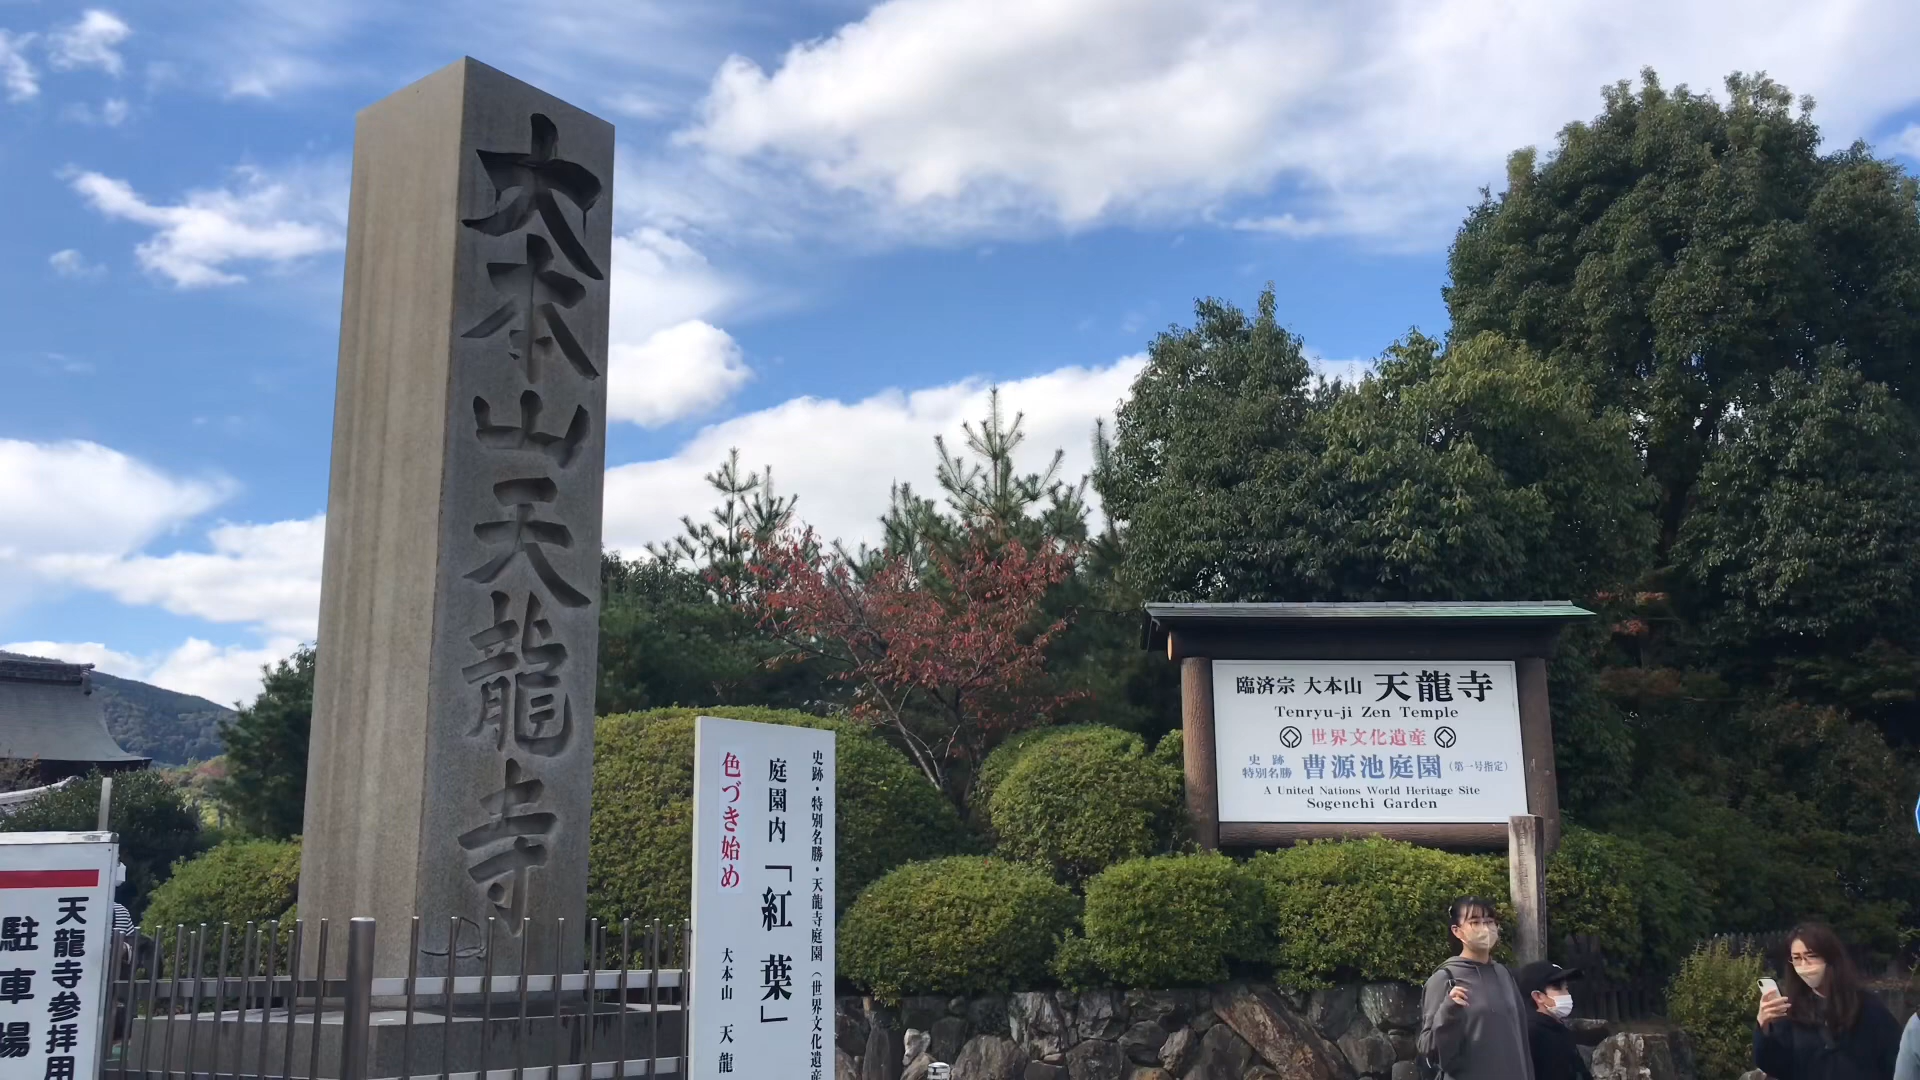 大本山天龍寺
史跡・特別名勝・天龍寺庭園（世界文化遺産
庭園内「紅葉」
色づき始め
大本山 天龍
臨済宗 大本山 天龍寺
Tenryu-ji Zen Temple
世界文化遺産
史跡
特別名勝 曹源池庭園（第一号指定）
A United Nations World Heritage Site
Sogenchi Garden
天龍寺参拝用
駐車場